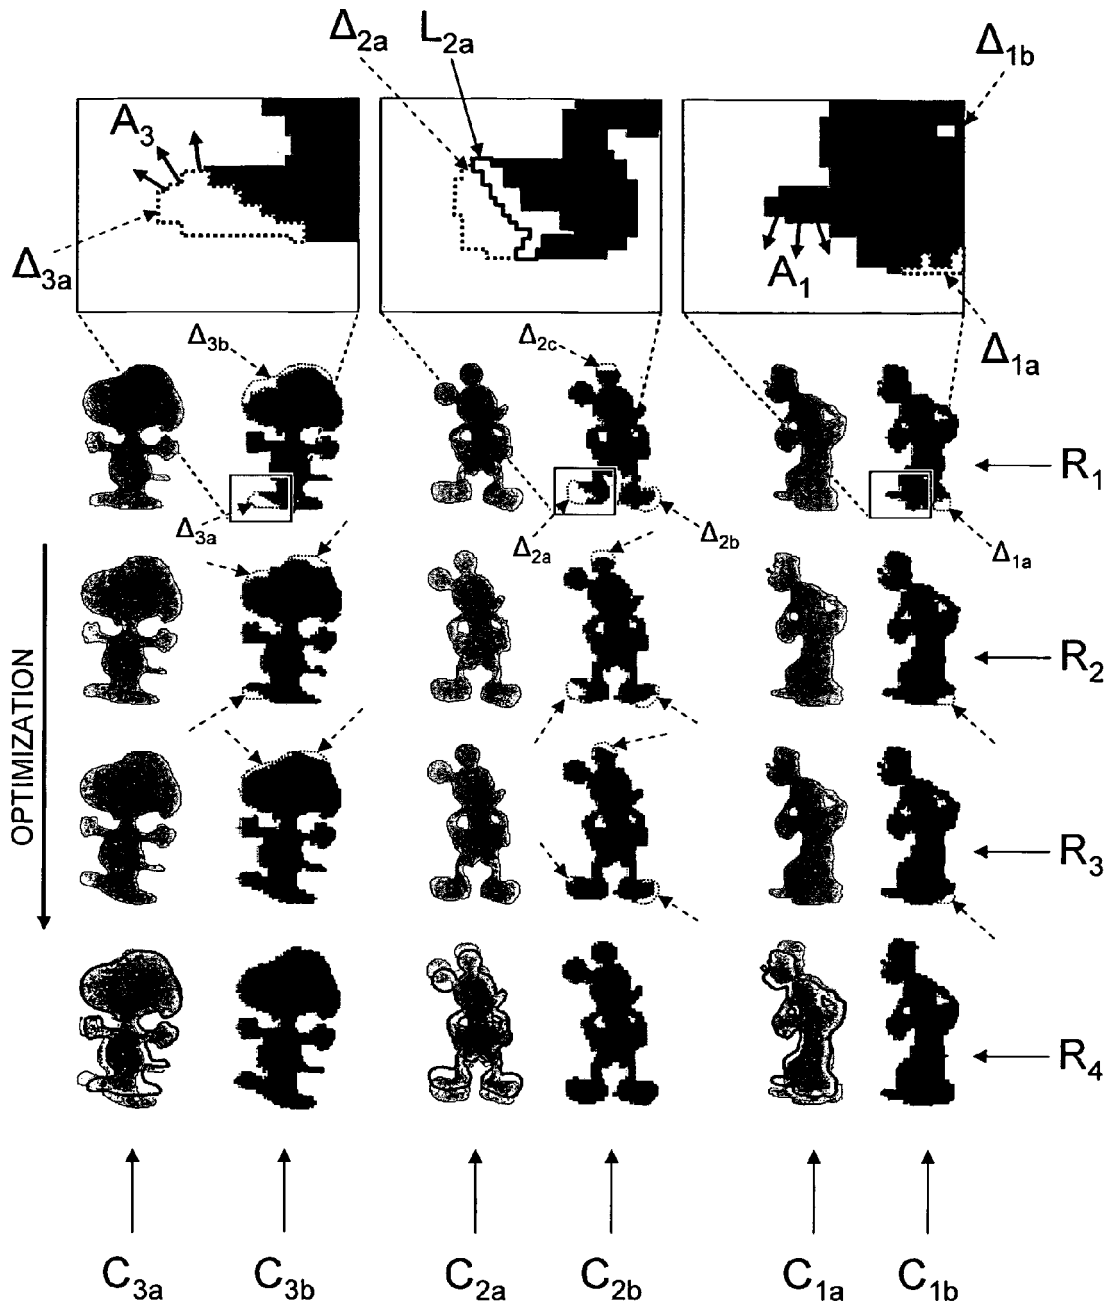 Δ2a L2a Δ1b
A3
Δ3a
A1
Δ1a
Δ3b Δ2c
R1
Δ3a Δ2a Δ2b Δ1a
R2
OPTIMIZATION
R3
R4
C3a C3b C2a C2b C1a C1b